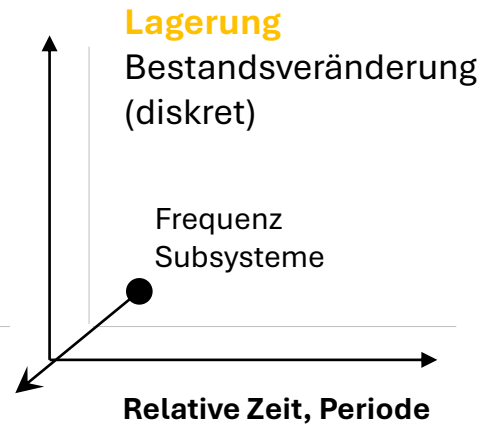 Lagerung
Bestandsveränderung
(diskret)
Frequenz
Subsysteme
Relative Zeit, Periode